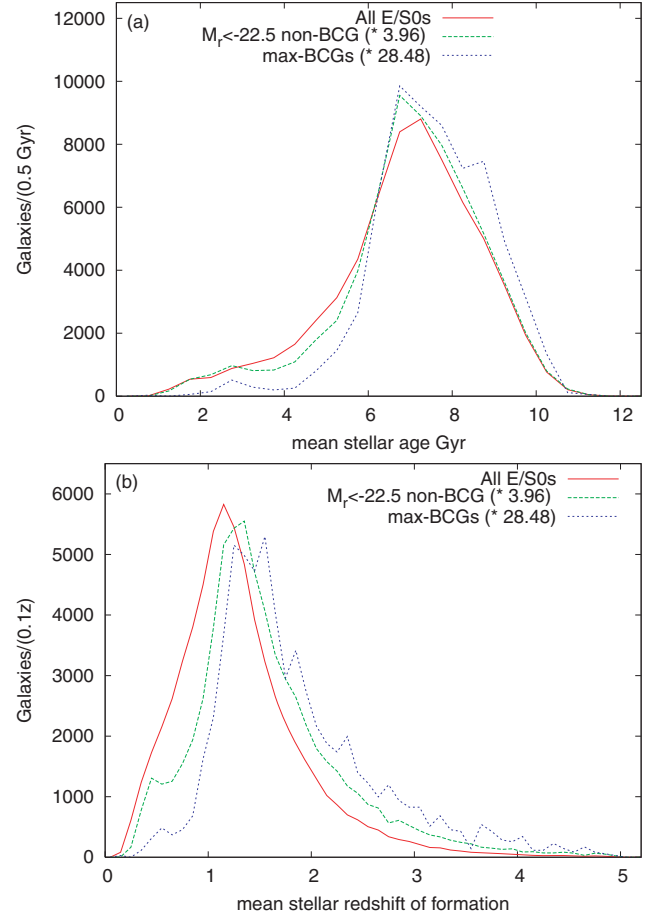 (a)
All E/S0s
M_r<-22.5 non-BCG (* 3.96)
max-BCGs (* 28.48)
12000
10000
8000
6000
4000
2000
0
Galaxies/(0.5 Gyr)
0 2 4 6 8 10 12
mean stellar age Gyr
(b)
All E/S0s
M_r<-22.5 non-BCG (* 3.96)
max-BCGs (* 28.48)
6000
5000
4000
3000
2000
1000
0
Galaxies/(0.1z)
0 1 2 3 4 5
mean stellar redshift of formation